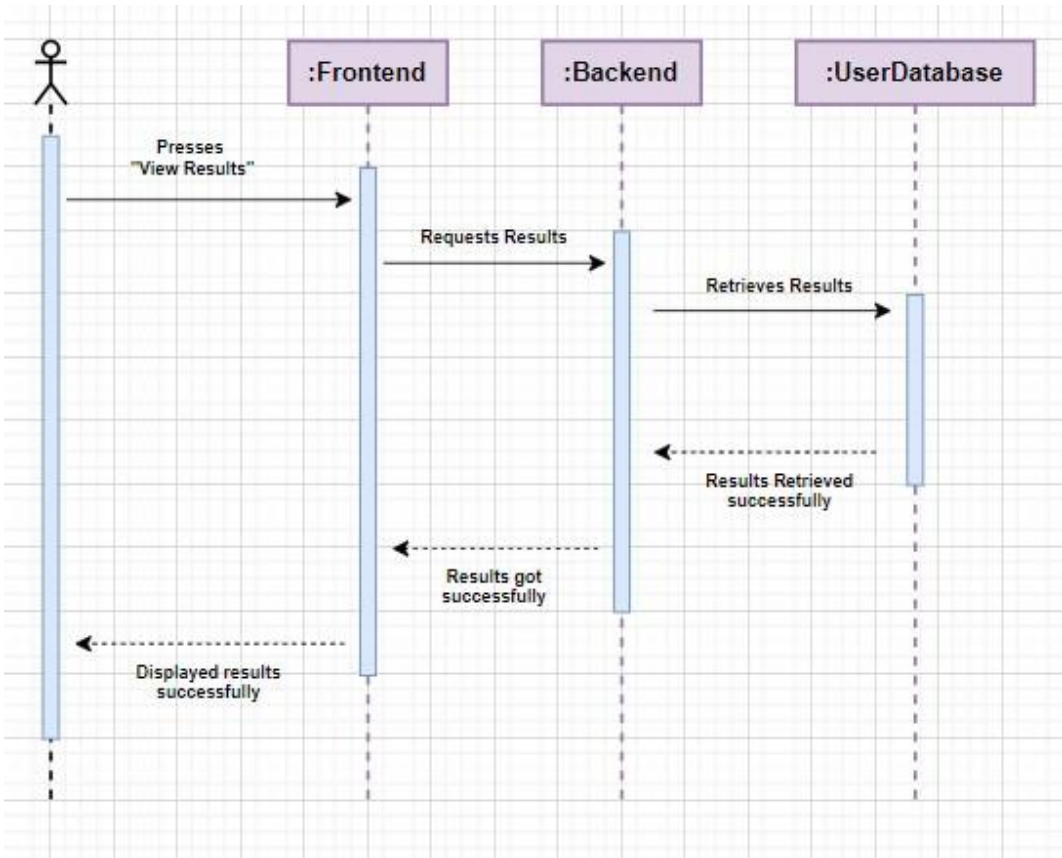 :Frontend
:Backend
:UserDatabase
Presses
"View Results"
Requests Results
Retrieves Results
Results Retrieved
successfully
Results got
successfully
Displayed results
successfully